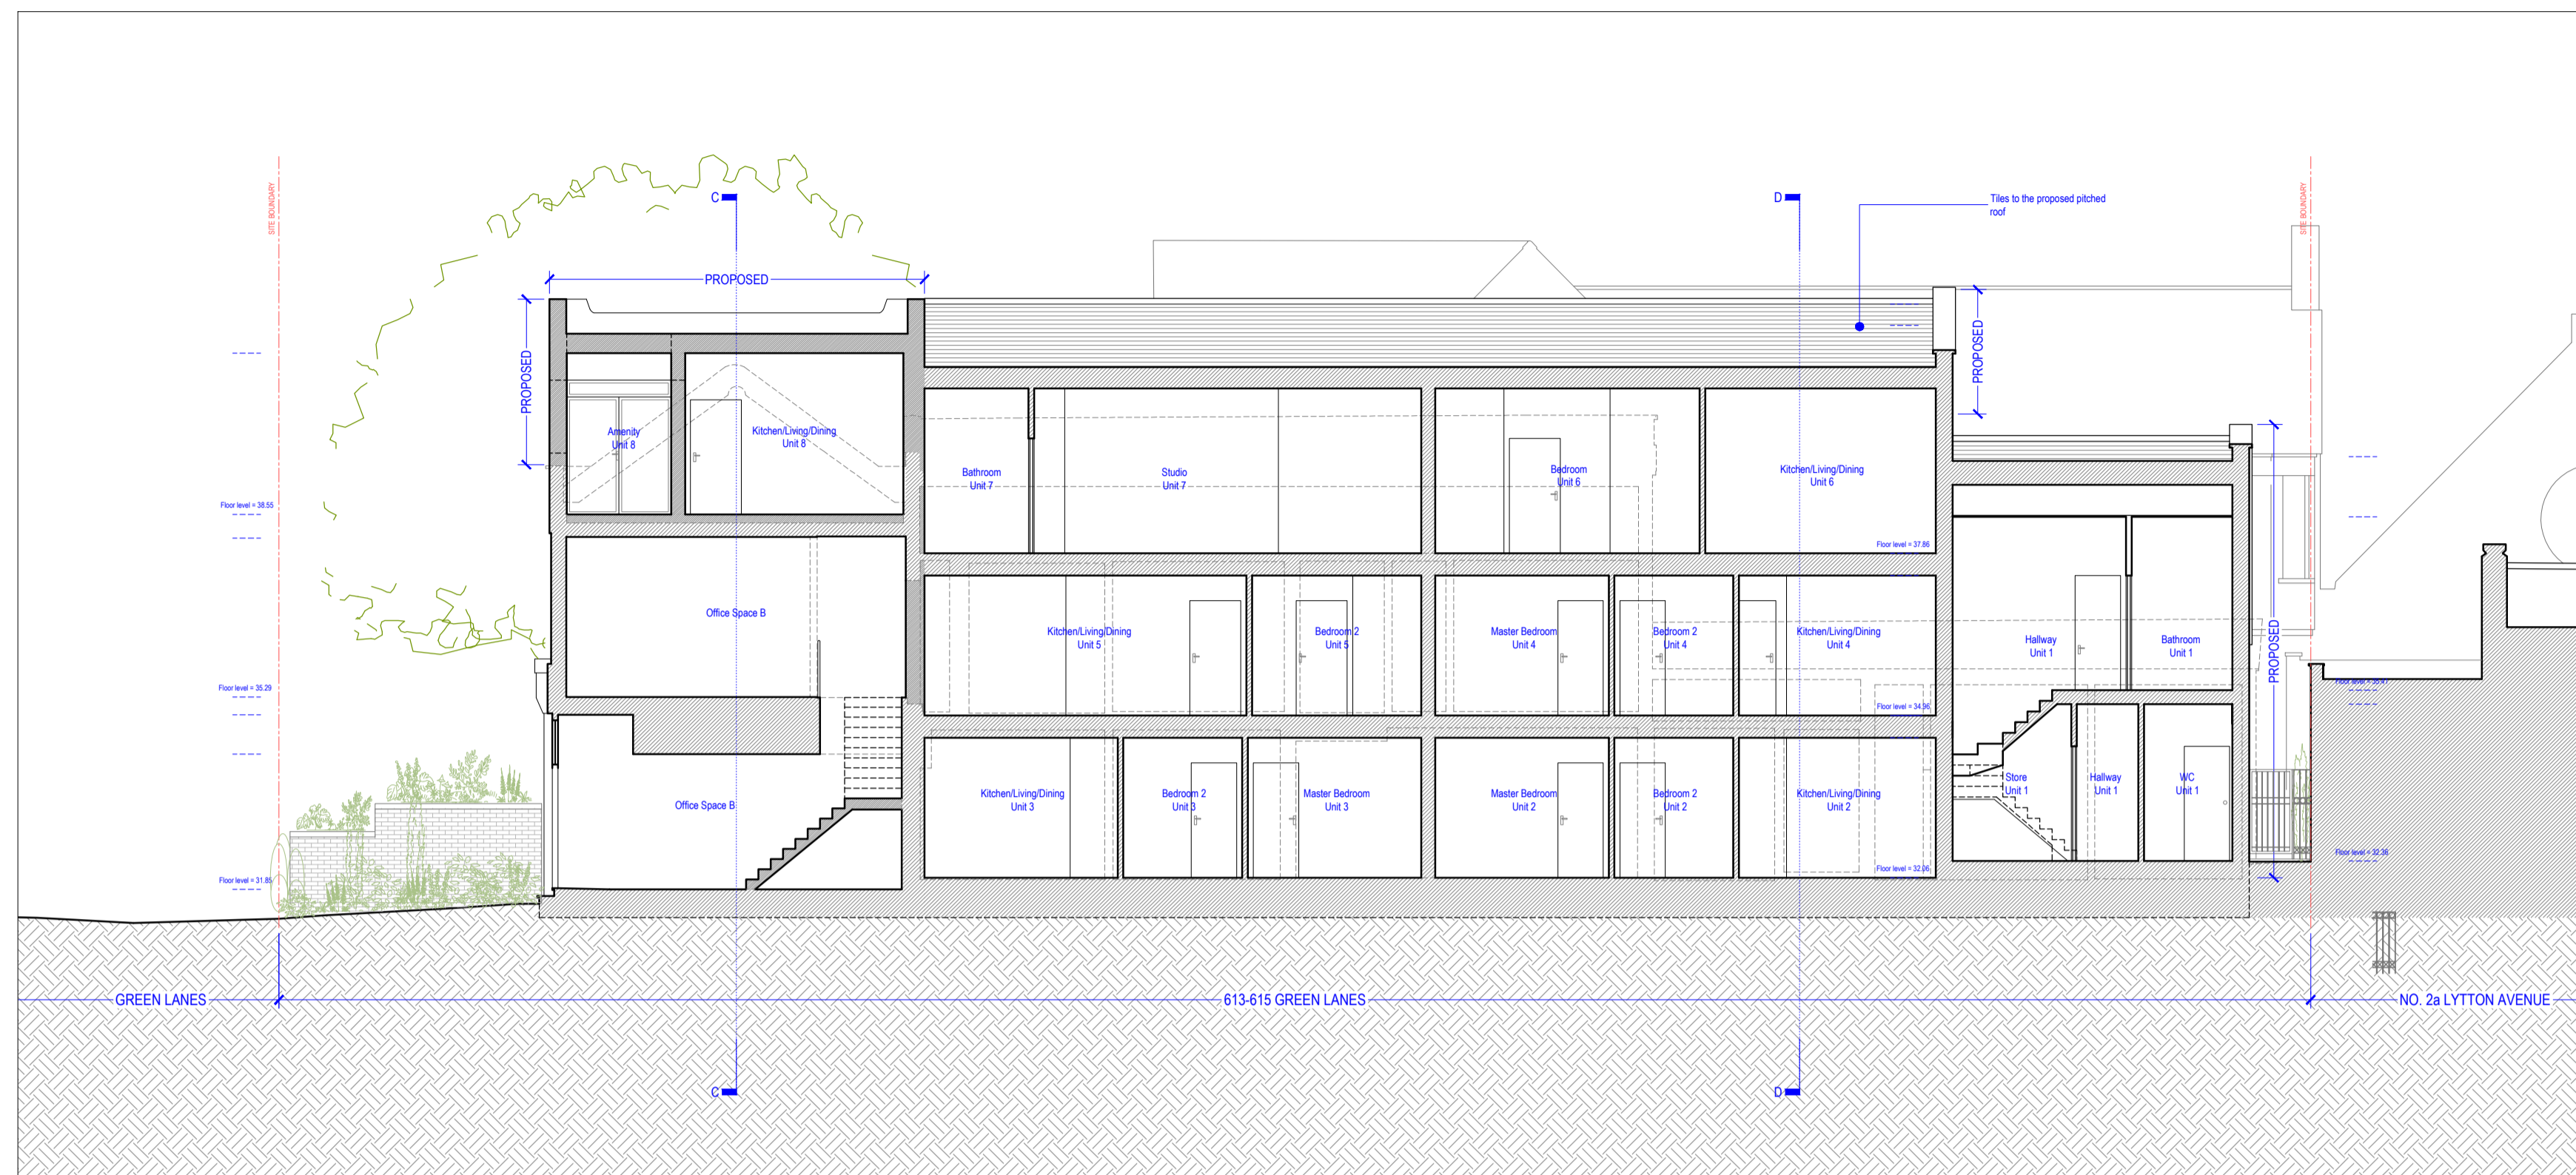 SITE BOUNDARY
SITE BOUNDARY
C
D
Tiles to the proposed pitched
roof
PROPOSED
PROPOSED
PROPOSED
PROPOSED
Amenity
Unit 8
Kitchen/Living/Dining
Unit 8
Bathroom
Unit 7
Studio
Unit 7
Bedroom
Unit 6
Kitchen/Living/Dining
Unit 6
Floor level = 38.55
Floor level = 37.86
Office Space B
Kitchen/Living/Dining
Unit 5
Bedroom 2
Unit 5
Master Bedroom
Unit 4
Bedroom 2
Unit 4
Kitchen/Living/Dining
Unit 4
Hallway
Unit 1
Bathroom
Unit 1
Floor level = 35.29
Floor level = 34.96
Office Space B
Kitchen/Living/Dining
Unit 3
Bedroom 2
Unit 3
Master Bedroom
Unit 3
Master Bedroom
Unit 2
Bedroom 2
Unit 2
Kitchen/Living/Dining
Unit 2
Store
Unit 1
Hallway
Unit 1
WC
Unit 1
Floor level = 31.85
Floor level = 32.06
Floor level = 32.36
GREEN LANES
613-615 GREEN LANES
NO. 2a LYTTON AVENUE
C
D